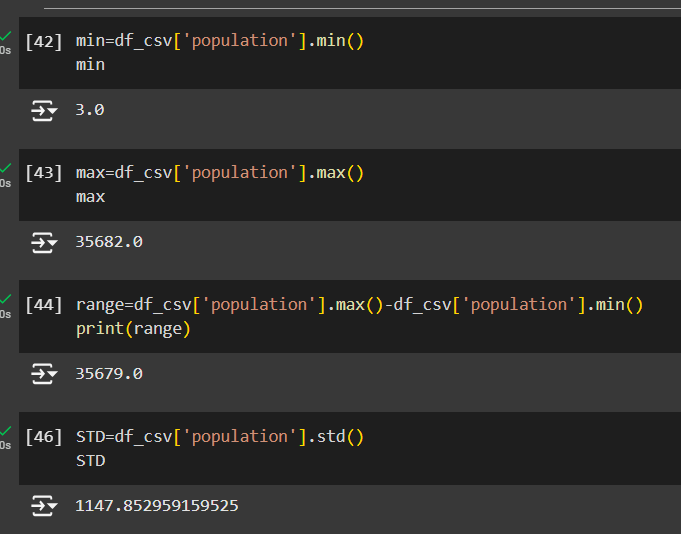 [42] min=df_csv['population'].min()
min
0s
3.0
[43] max=df_csv['population'].max()
max
0s
35682.0
[44] range=df_csv['population'].max()-df_csv['population'].min()
print(range)
0s
35679.0
[46] STD=df_csv['population'].std()
STD
0s
1147.852959159525